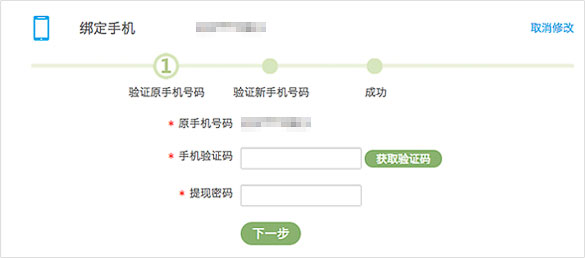 绑定手机 取消修改
1
验证原手机号码 验证新手机号码 成功
* 原手机号码
* 手机验证码 获取验证码
* 提现密码
下一步